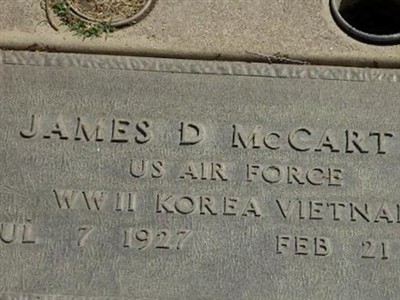 JAMES D McCART
US AIR FORCE
WW II KOREA VIETNA
UL 7 1927 FEB 21